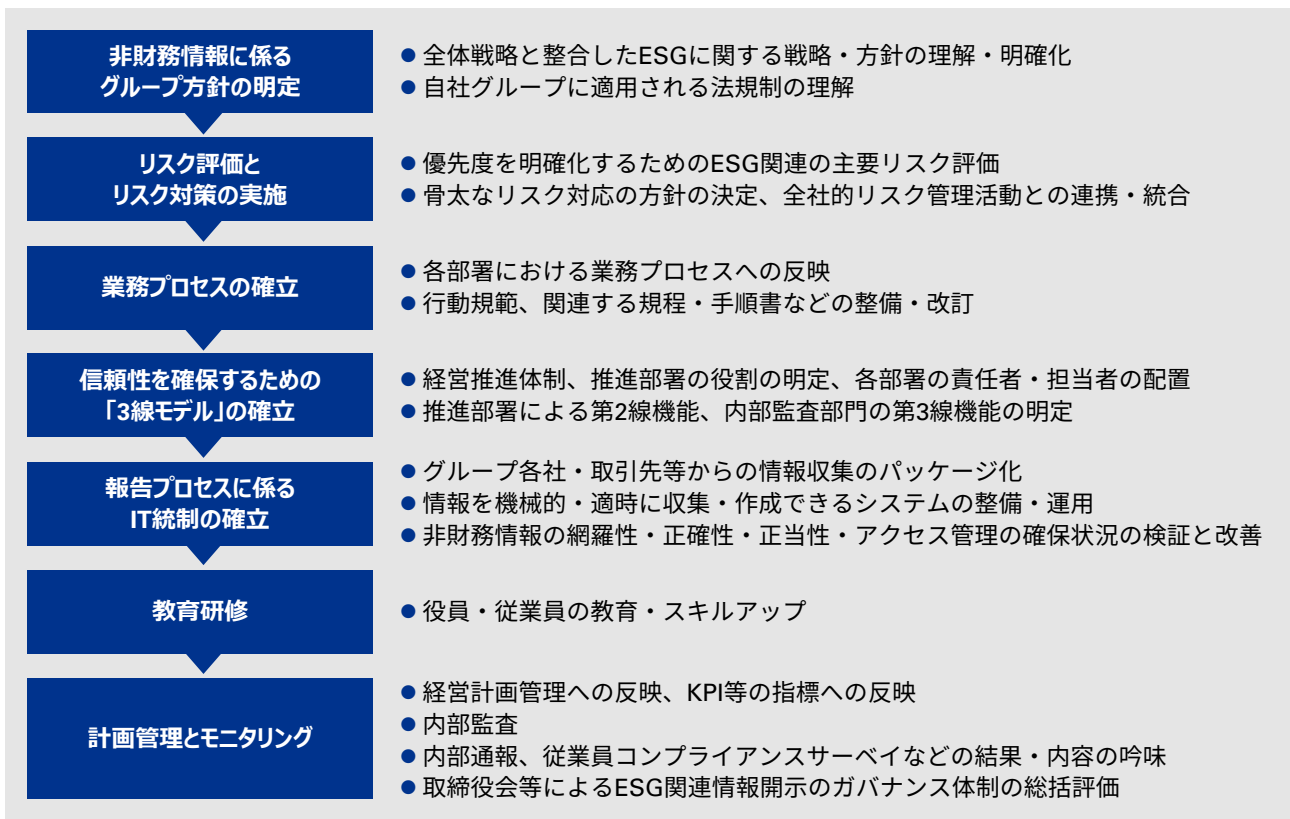 非財務情報に係る
グループ方針の明定
● 全体戦略と整合したESGに関する戦略・方針の理解・明確化
● 自社グループに適用される法規制の理解
リスク評価と
リスク対策の実施
● 優先度を明確化するためのESG関連の主要リスク評価
● 骨太なリスク対応の方針の決定、全社的リスク管理活動との連携・統合
業務プロセスの確立
● 各部署における業務プロセスへの反映
● 行動規範、関連する規程・手順書などの整備・改訂
信頼性を確保するための
「3線モデル」の確立
● 経営推進体制、推進部署の役割の明定、各部署の責任者・担当者の配置
● 推進部署による第2線機能、内部監査部門の第3線機能の明定
報告プロセスに係る
IT統制の確立
● グループ各社・取引先等からの情報収集のパッケージ化
● 情報を機械的・適時に収集・作成できるシステムの整備・運用
● 非財務情報の網羅性・正確性・正当性・アクセス管理の確保状況の検証と改善
教育研修
● 役員・従業員の教育・スキルアップ
計画管理とモニタリング
● 経営計画管理への反映、KPI等の指標への反映
● 内部監査
● 内部通報、従業員コンプライアンスサーベイなどの結果・内容の吟味
● 取締役会等によるESG関連情報開示のガバナンス体制の総括評価